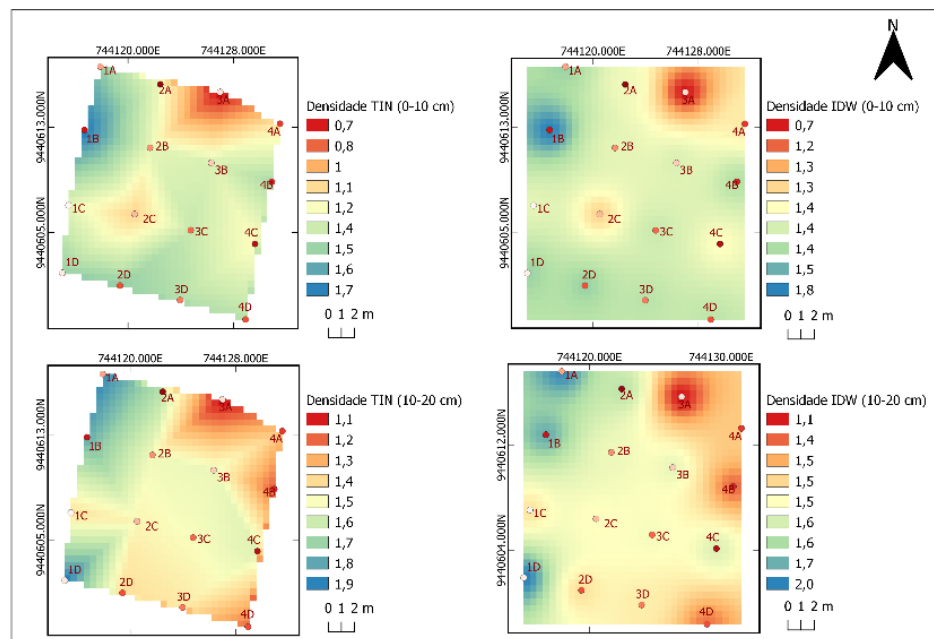 N
744120.000E 744128.000E
9440613.000N
9440605.000N
1A
2A
3A
4A
1B
2B
3B
4B
1C
2C
3C
4C
1D
2D
3D
4D
Densidade TIN (0-10 cm)
0,7
0,8
1
1,1
1,2
1,4
1,5
1,6
1,7
0 1 2 m
744120.000E 744128.000E
9440613.000N
9440605.000N
1A
2A
3A
4A
1B
2B
3B
4B
1C
2C
3C
4C
1D
2D
3D
4D
Densidade IDW (0-10 cm)
0,7
1,2
1,3
1,3
1,4
1,4
1,4
1,5
1,8
0 1 2 m
744120.000E 744128.000E
9440613.000N
9440605.000N
1A
2A
3A
4A
1B
2B
3B
4B
1C
2C
3C
4C
1D
2D
3D
4D
Densidade TIN (10-20 cm)
1,1
1,2
1,3
1,4
1,5
1,6
1,7
1,8
1,9
0 1 2 m
744120.000E 744130.000E
9440612.000N
9440604.000N
1A
2A
3A
4A
1B
2B
3B
4B
1C
2C
3C
4C
1D
2D
3D
4D
Densidade IDW (10-20 cm)
1,1
1,4
1,5
1,5
1,5
1,6
1,6
1,7
2,0
0 1 2 m